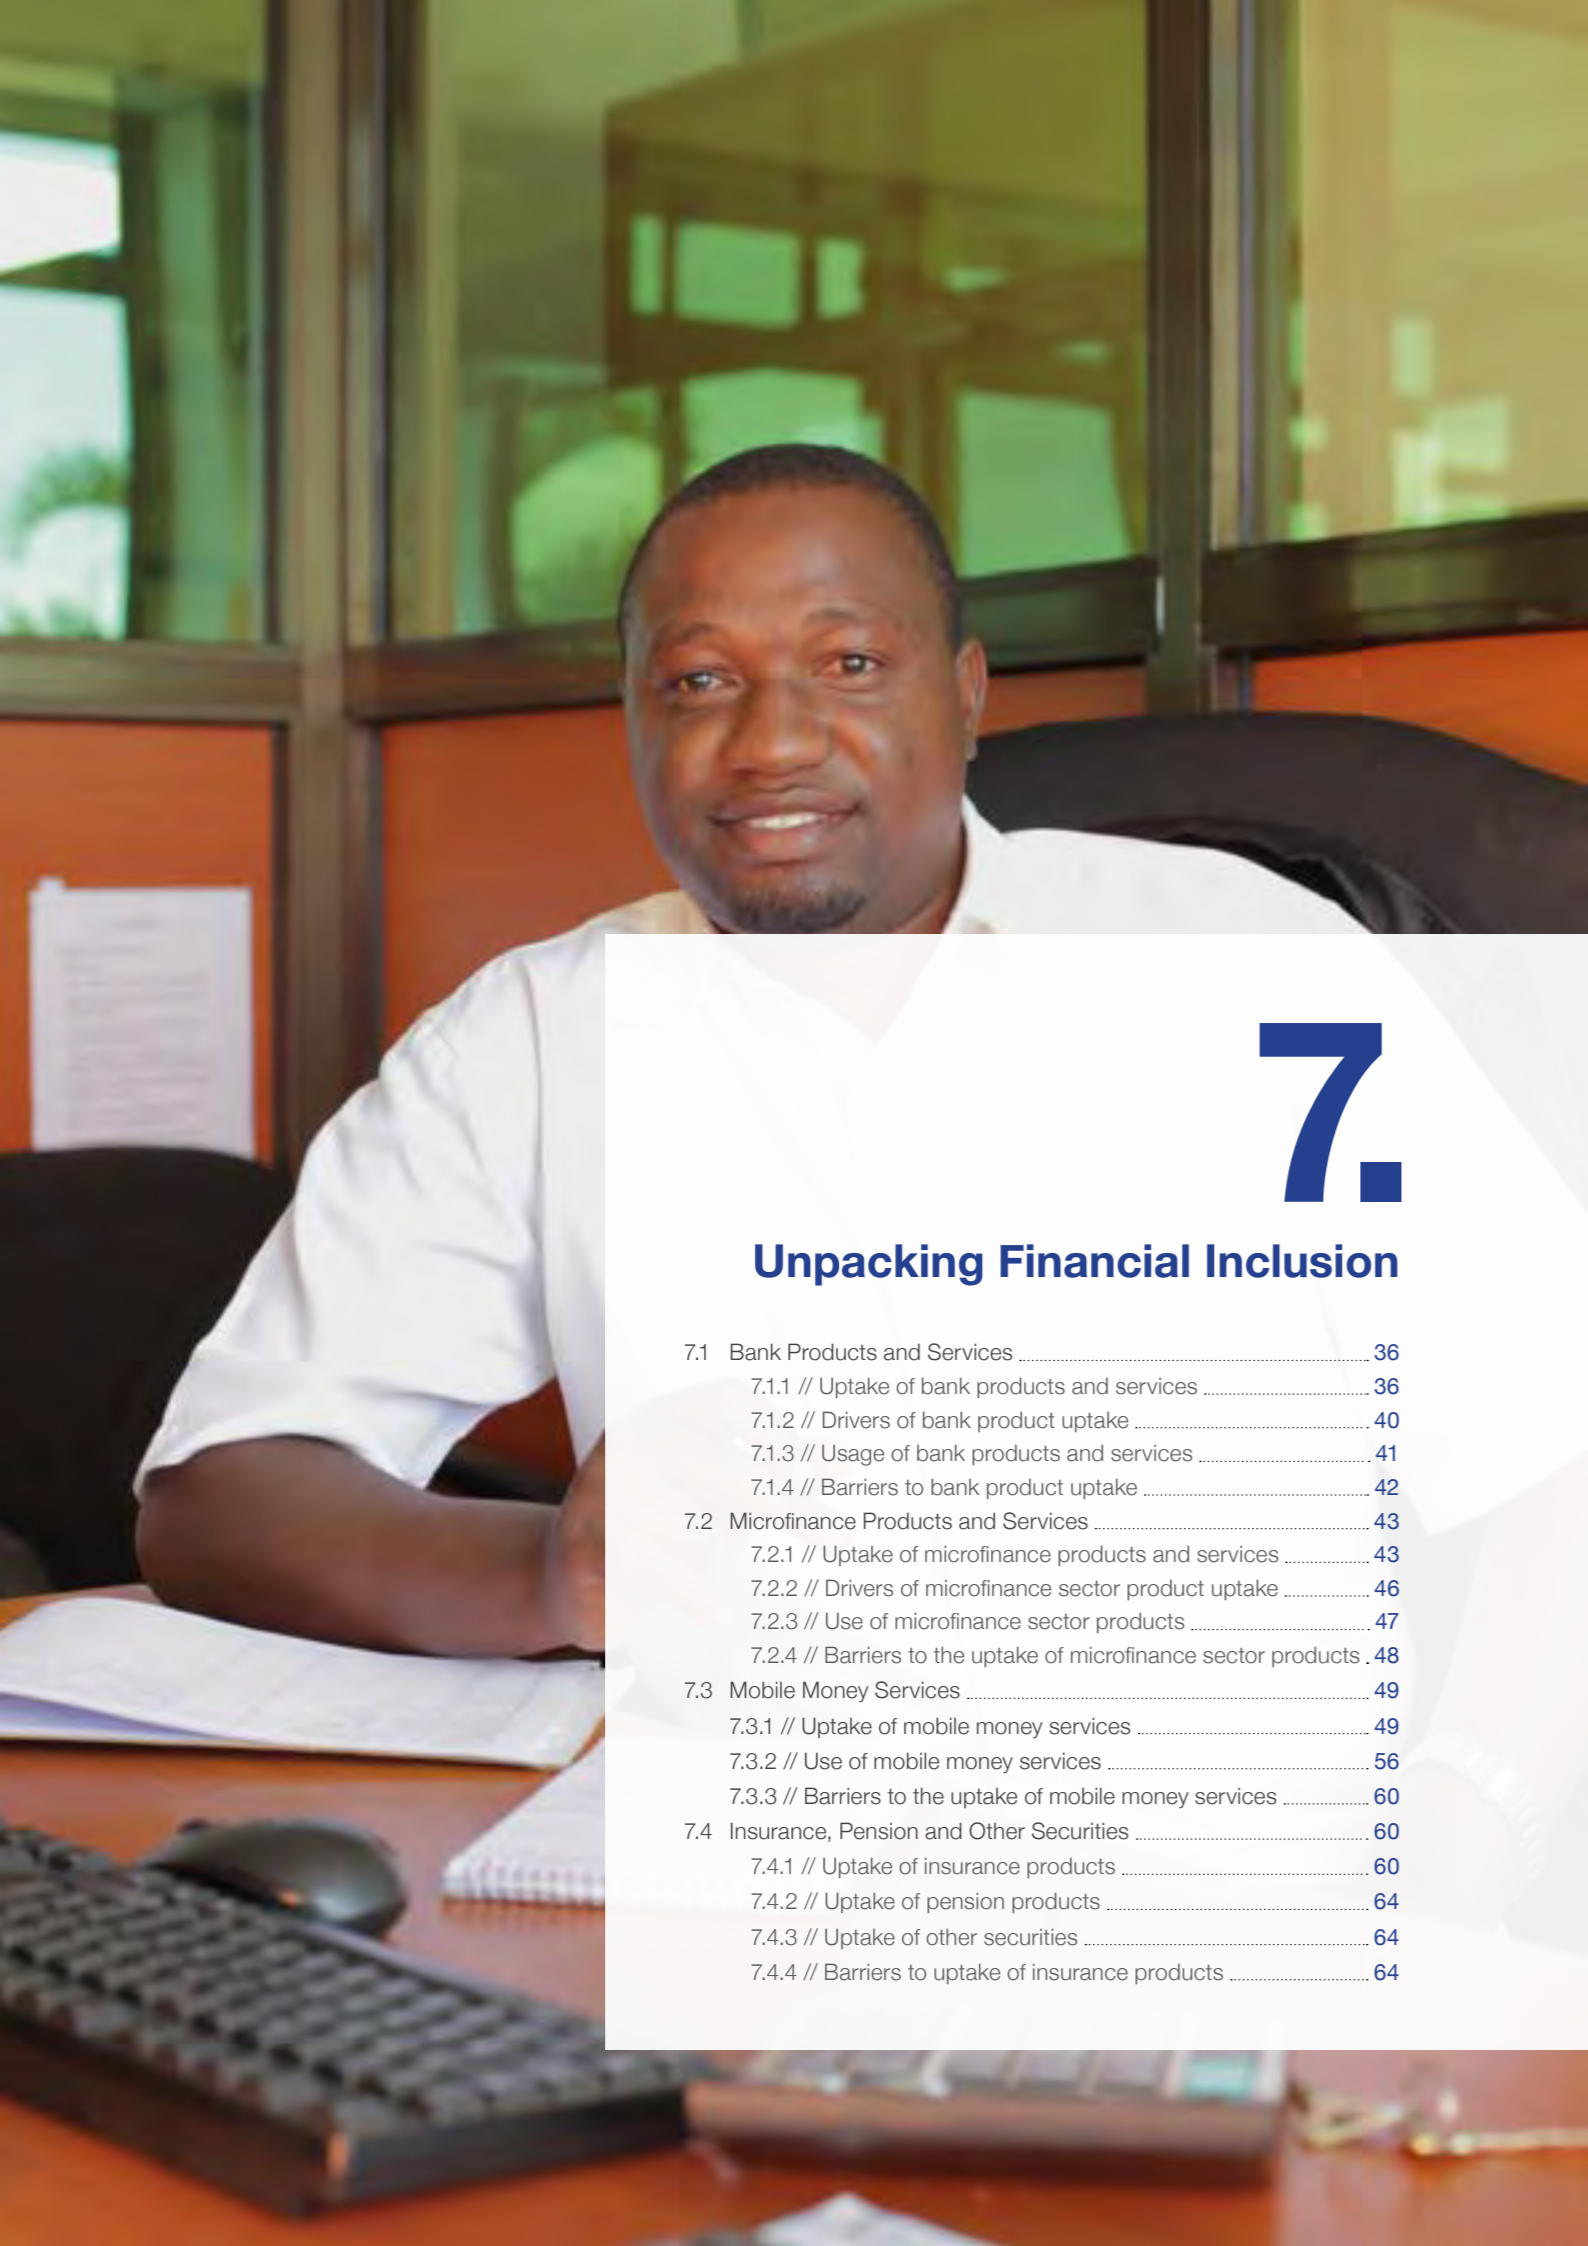 7.
Unpacking Financial Inclusion
7.1 Bank Products and Services 36
7.1.1 // Uptake of bank products and services 36
7.1.2 // Drivers of bank product uptake 40
7.1.3 // Usage of bank products and services 41
7.1.4 // Barriers to bank product uptake 42
7.2 Microfinance Products and Services 43
7.2.1 // Uptake of microfinance products and services 43
7.2.2 // Drivers of microfinance sector product uptake 46
7.2.3 // Use of microfinance sector products 47
7.2.4 // Barriers to the uptake of microfinance sector products 48
7.3 Mobile Money Services 49
7.3.1 // Uptake of mobile money services 49
7.3.2 // Use of mobile money services 56
7.3.3 // Barriers to the uptake of mobile money services 60
7.4 Insurance, Pension and Other Securities 60
7.4.1 // Uptake of insurance products 60
7.4.2 // Uptake of pension products 64
7.4.3 // Uptake of other securities 64
7.4.4 // Barriers to uptake of insurance products 64